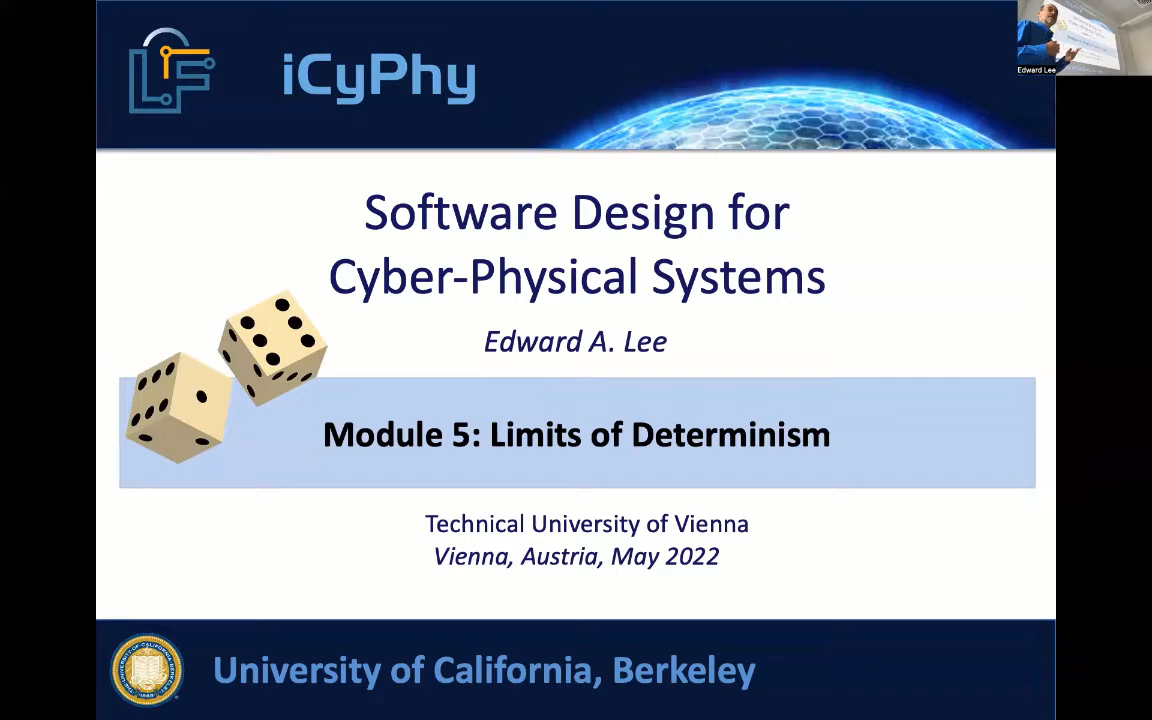 LF
iCyPhy
Edward Lee
Software Design for
Cyber-Physical Systems
Edward A. Lee
Module 5: Limits of Determinism
Technical University of Vienna
Vienna, Austria, May 2022
University of California, Berkeley